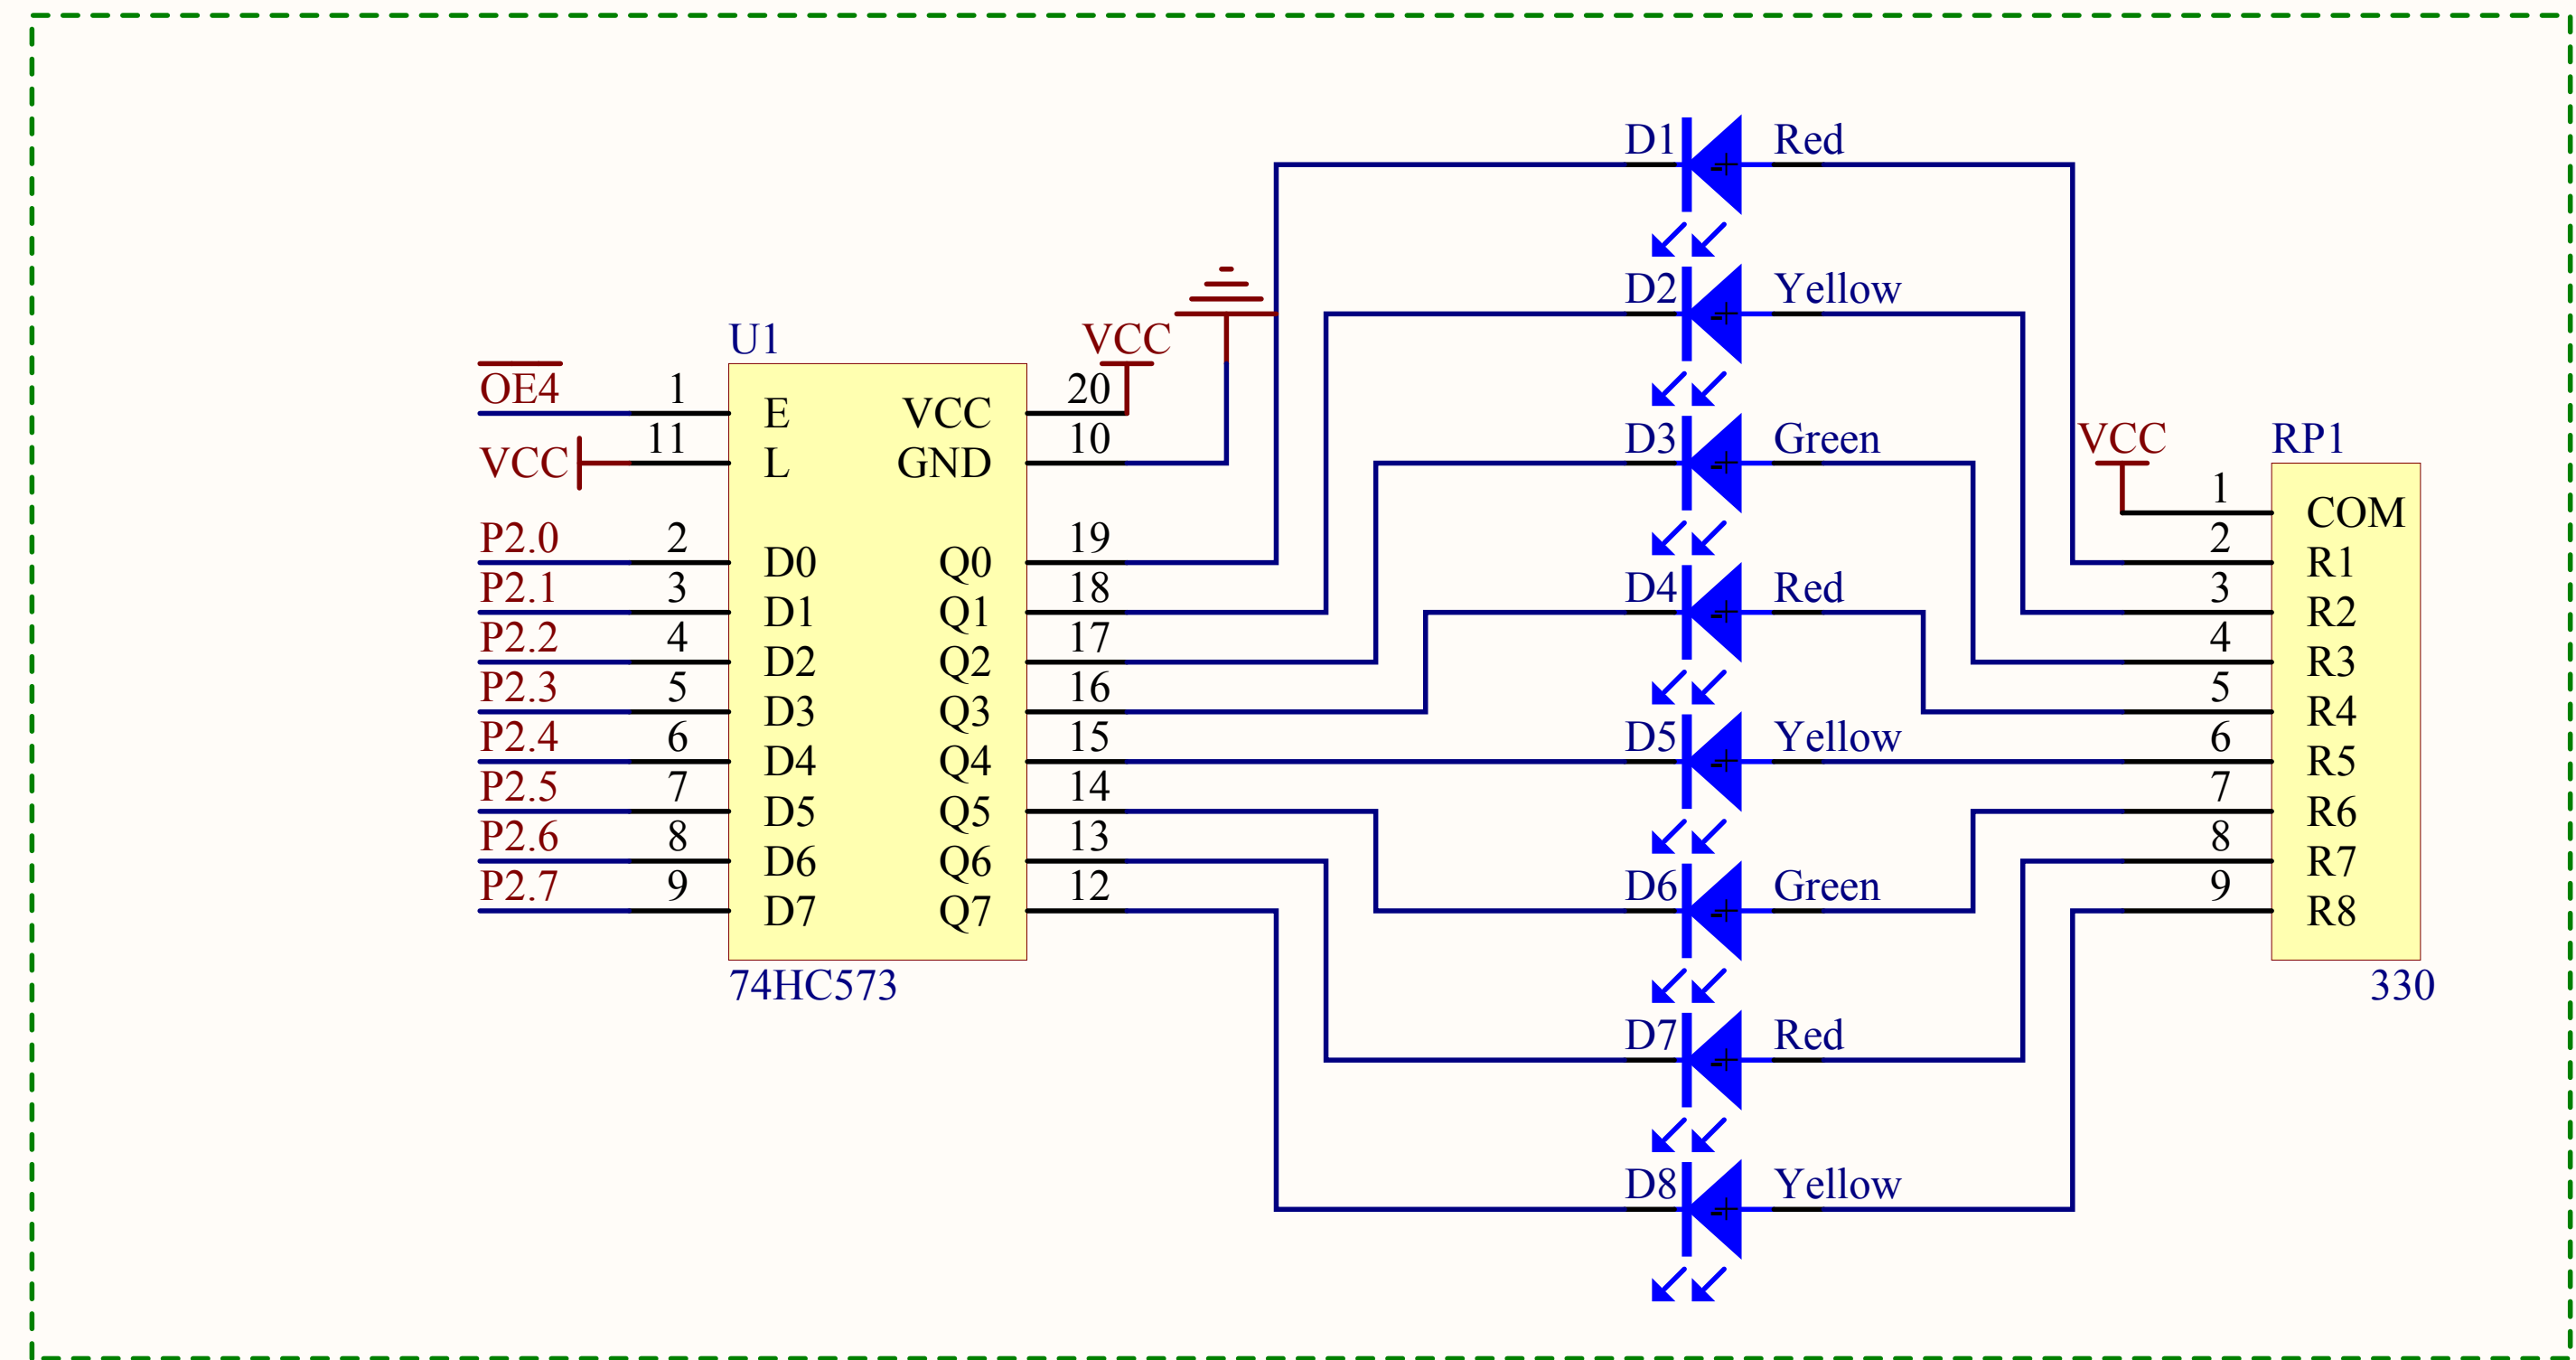 D1 Red
D2 Yellow
U1 VCC
OE4 1 E VCC 20
D3 Green
VCC RP1
VCC 11 L GND 10
1 COM
P2.0 2 D0 Q0 19
2 R1
P2.1 3 D1 Q1 18
D4 Red
3 R2
P2.2 4 D2 Q2 17
4 R3
P2.3 5 D3 Q3 16
5 R4
P2.4 6 D4 Q4 15
D5 Yellow
6 R5
P2.5 7 D5 Q5 14
7 R6
P2.6 8 D6 Q6 13
8 R7
P2.7 9 D7 Q7 12
D6 Green
9 R8
74HC573
330
D7 Red
D8 Yellow